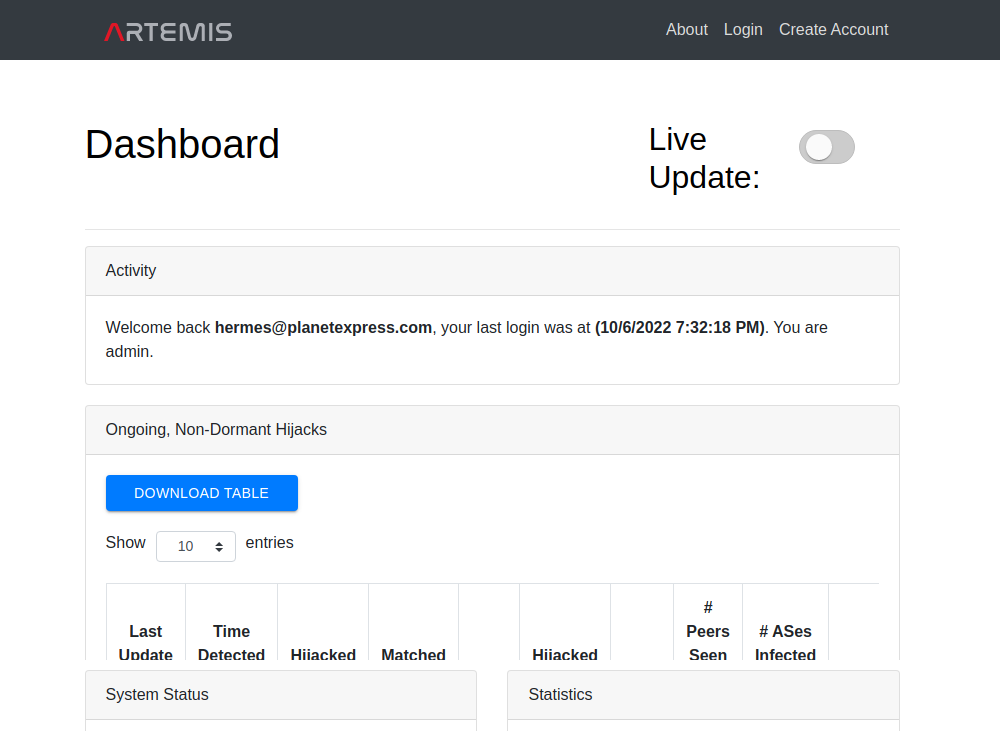 ARTEMIS
About Login Create Account
Dashboard
Live
Update:
Activity
Welcome back hermes@planetexpress.com, your last login was at (10/6/2022 7:32:18 PM). You are
admin.
Ongoing, Non-Dormant Hijacks
DOWNLOAD TABLE
Show 10 entries
#
Last Time Peers # ASes
Update Detected Hijacked Matched Hijacked Seen Infected
System Status Statistics